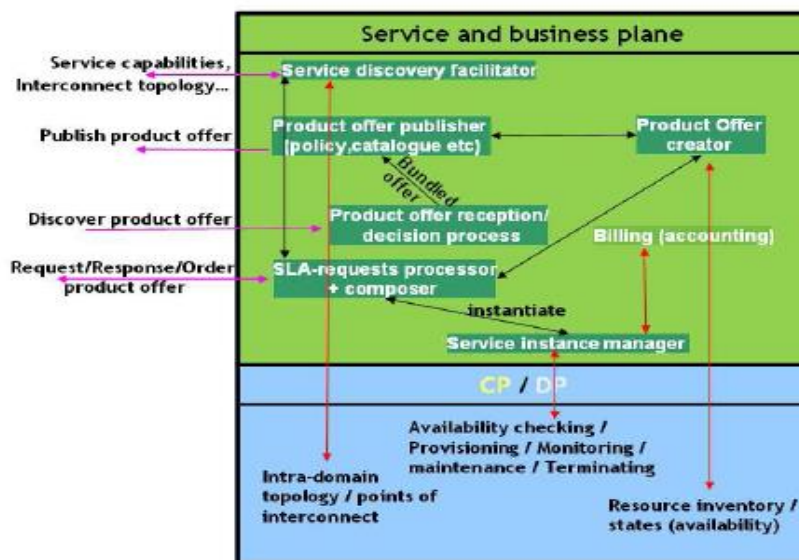 Service and business plane
Service capabilities,
Interconnect topology...
Service discovery facilitator
Publish product offer
Product offer publisher
(policy,catalogue etc)
Product Offer
creator
Bundled
offer
Discover product offer
Product offer reception/
decision process
Billing (accounting)
Request/Response/Order
product offer
SLA-requests processor
+ composer
instantiate
Service instance manager
CP / DP
Availability checking /
Provisioning / Monitoring /
maintenance / Terminating
Intra-domain
topology / points of
interconnect
Resource inventory /
states (availability)